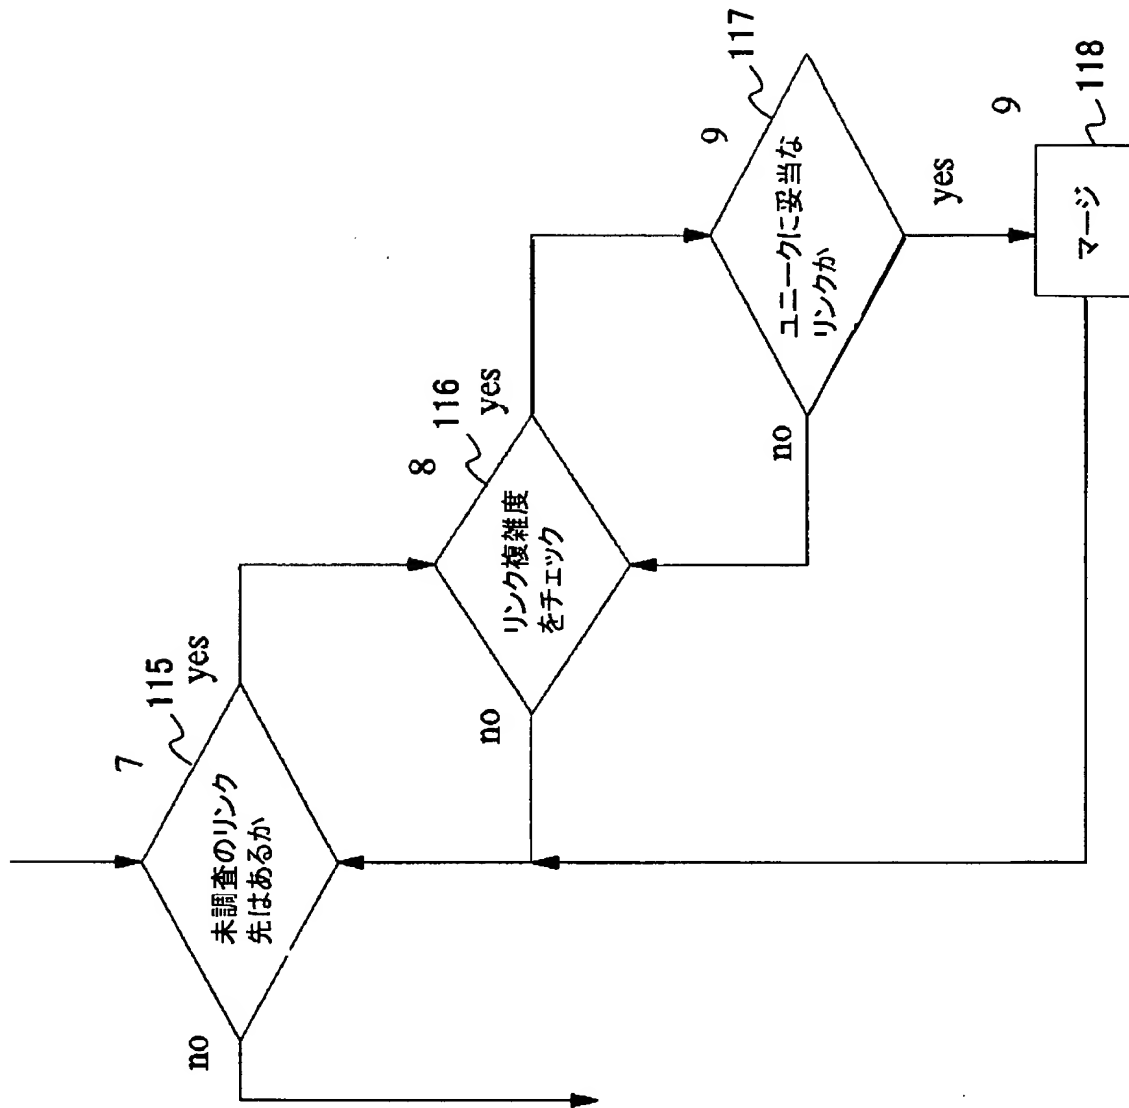 7
115
未調査のリンク
先はあるか
yes
no
8
116
リンク複雑度
をチェック
yes
no
9
117
ユニークに妥当な
リンクか
yes
no
9
118
マージ